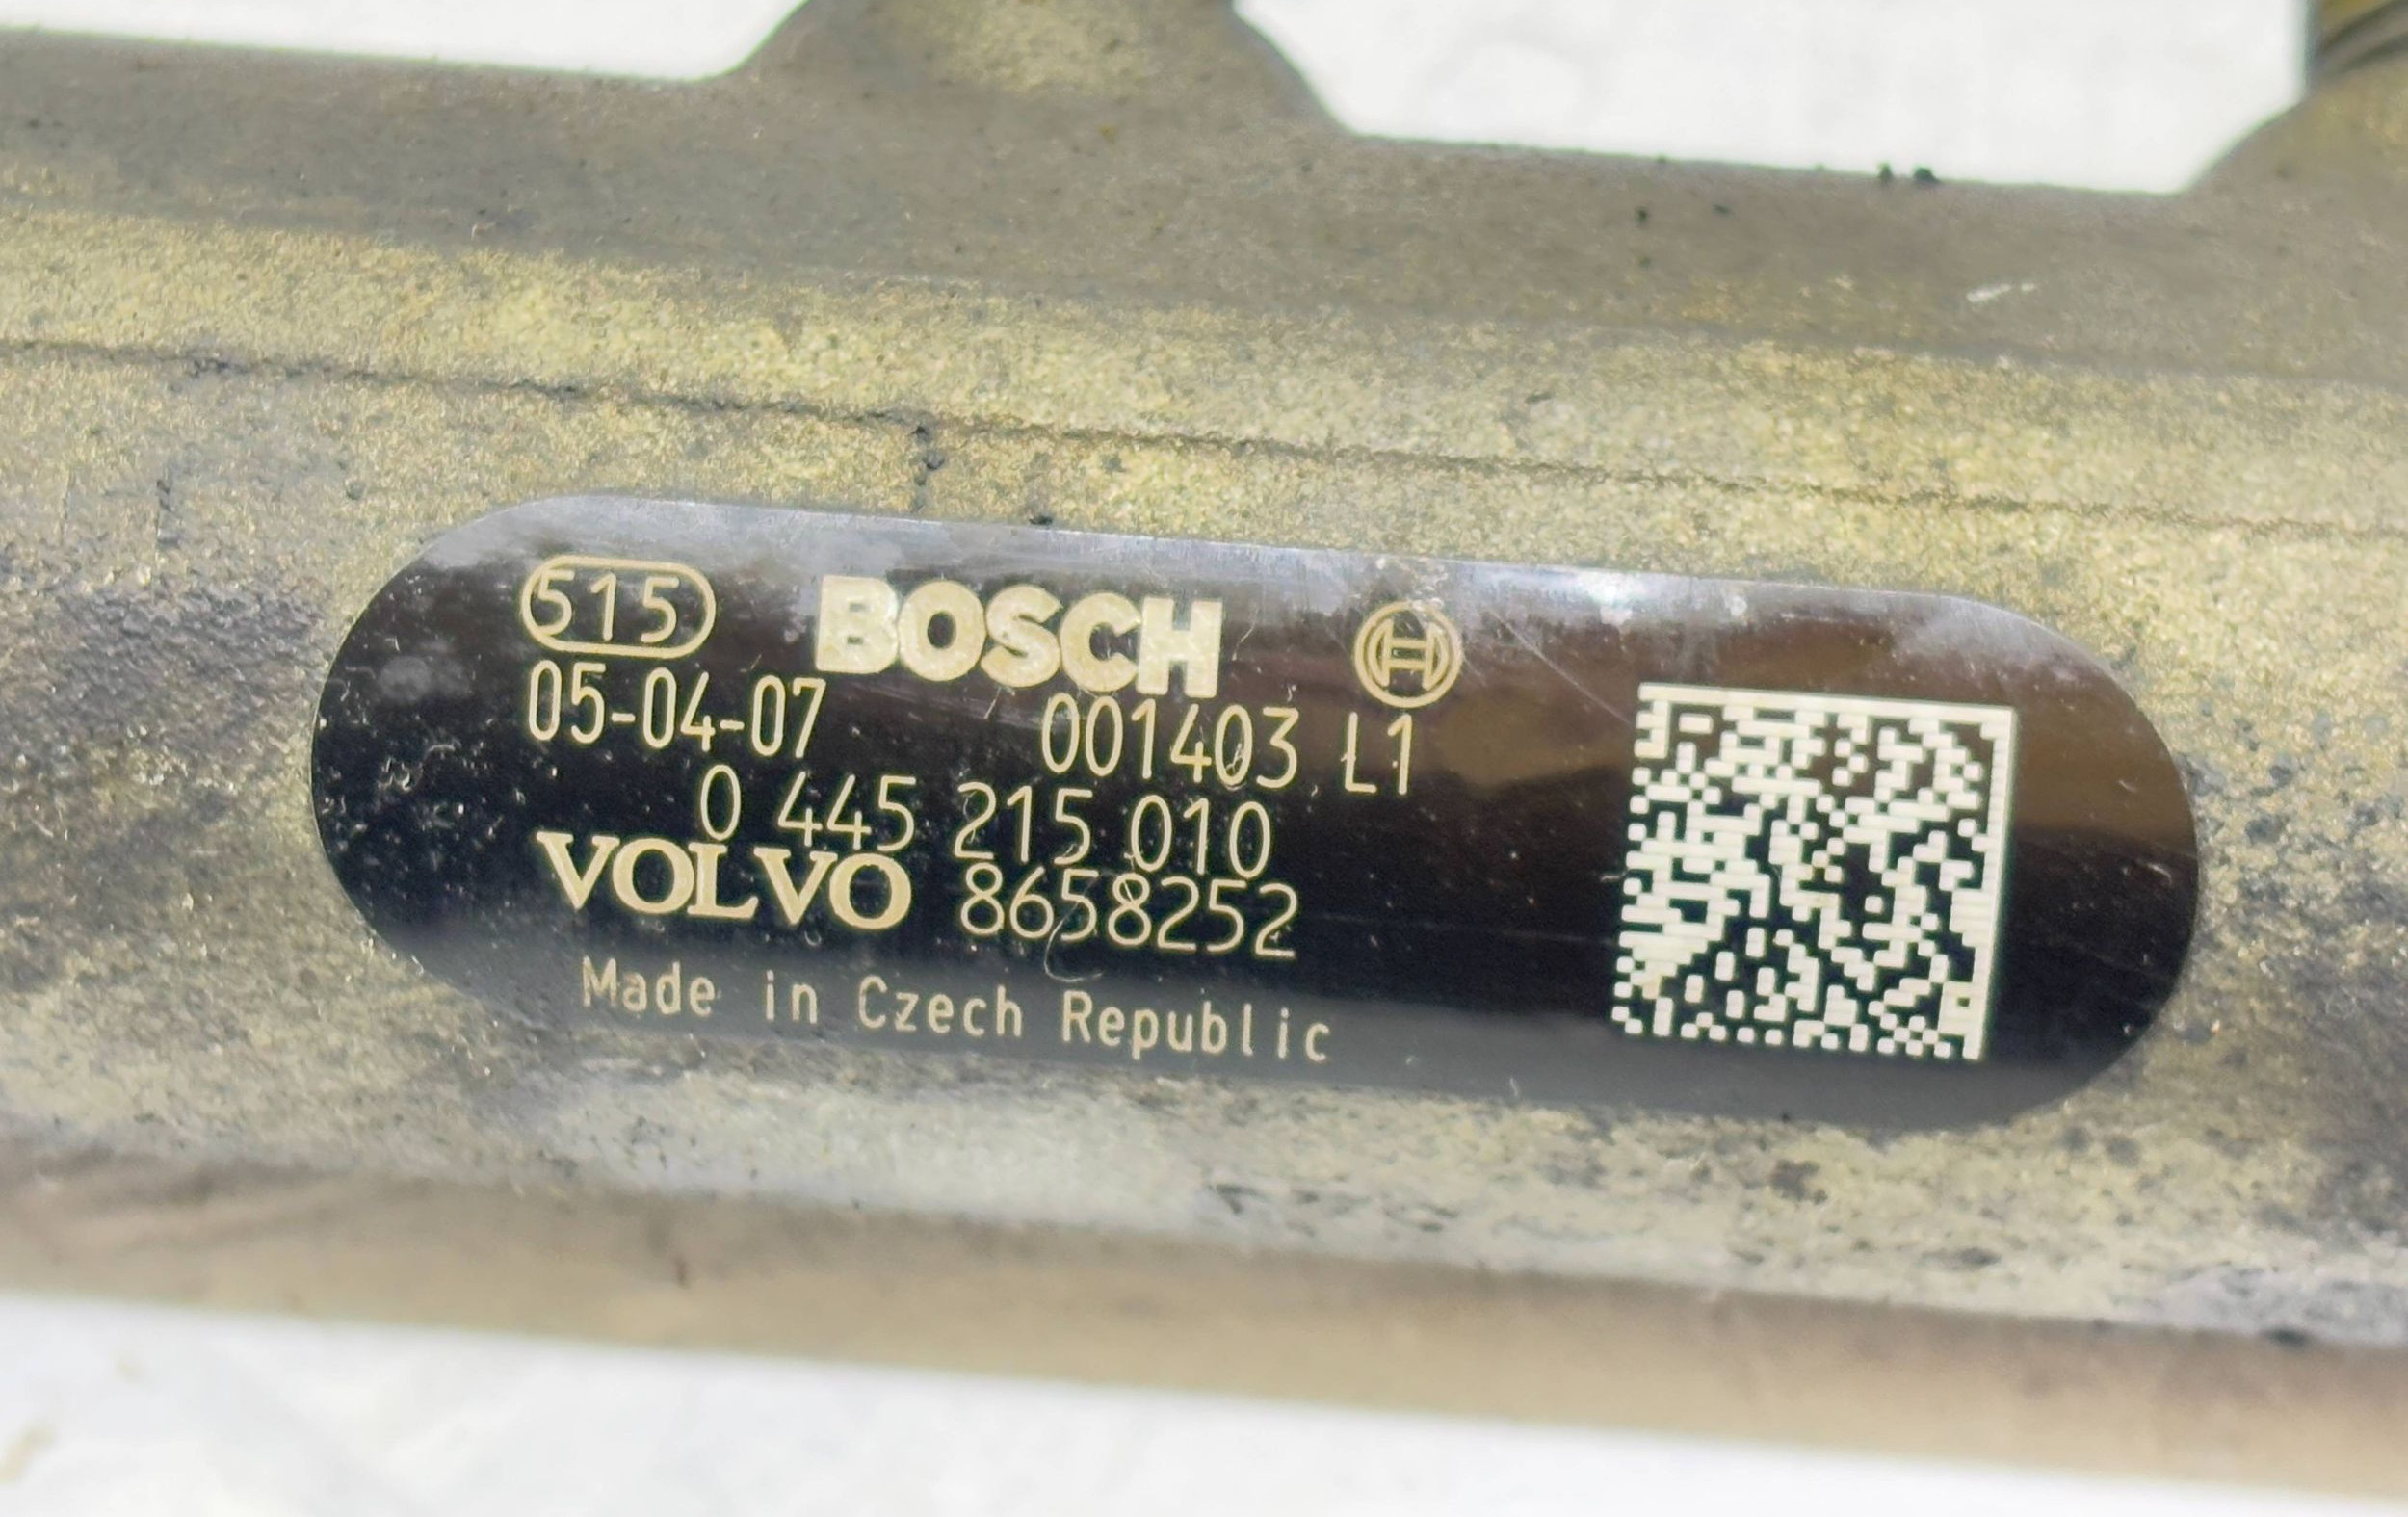 515 BOSCH
05-04-07 001403 L1
0 445 215 010
VOLVO 8658252
Made in Czech Republic